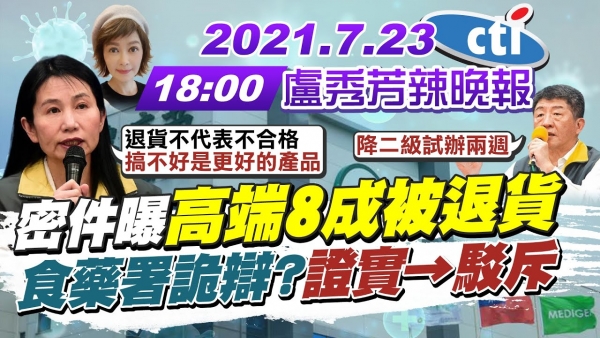 2021.7.23
cti
18:00 盧秀芳辣晚報
退貨不代表不合格
搞不好是更好的產品
降二級試辦兩週
密件曝高端8成被退貨
食藥署詭辯?證實→駁斥
MEDIGEN